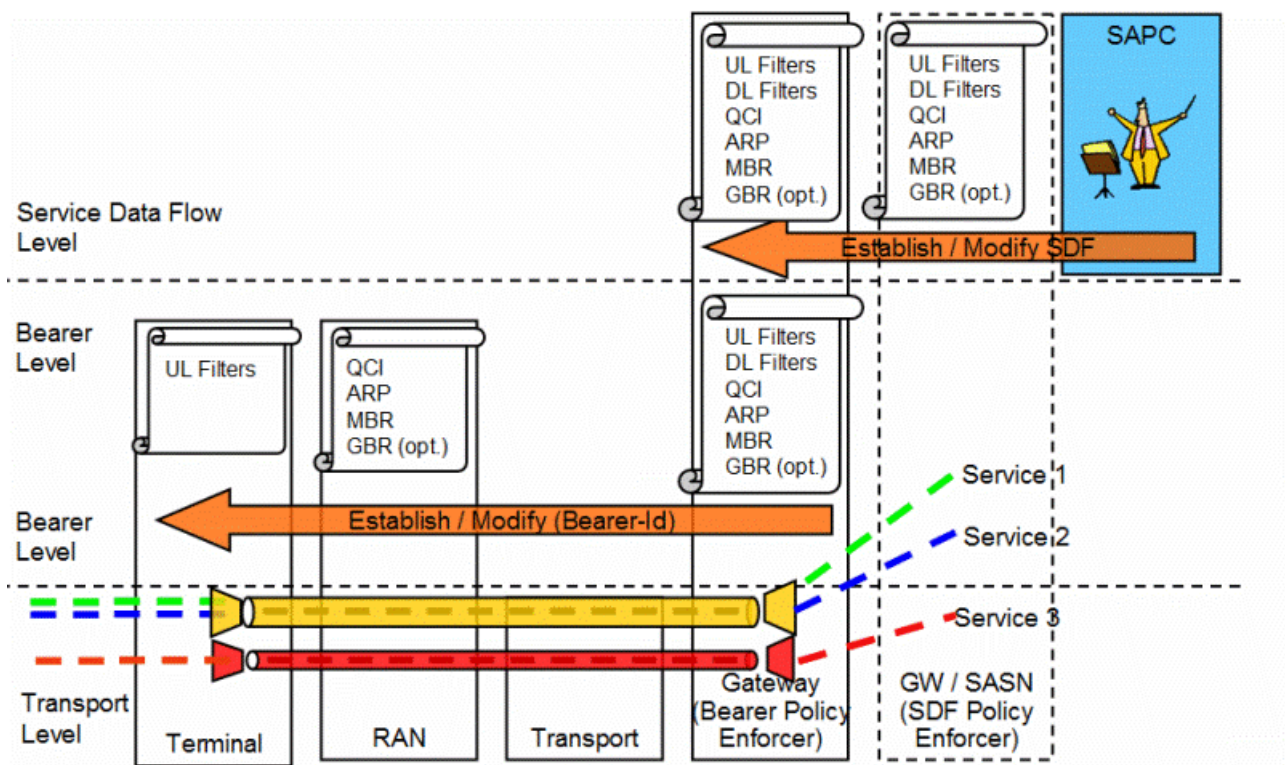 SAPC
UL Filters
DL Filters
QCI
ARP
MBR
GBR (opt.)
UL Filters
DL Filters
QCI
ARP
MBR
GBR (opt.)
Service Data Flow
Level
Establish / Modify SDF
Bearer
Level
UL Filters
QCI
ARP
MBR
GBR (opt.)
UL Filters
DL Filters
QCI
ARP
MBR
GBR (opt.)
Service 1
Bearer
Level
Establish / Modify (Bearer-Id)
Service 2
Service 3
Transport
Level
Terminal
RAN
Transport
Gateway
(Bearer Policy
Enforcer)
GW / SASN
(SDF Policy
Enforcer)